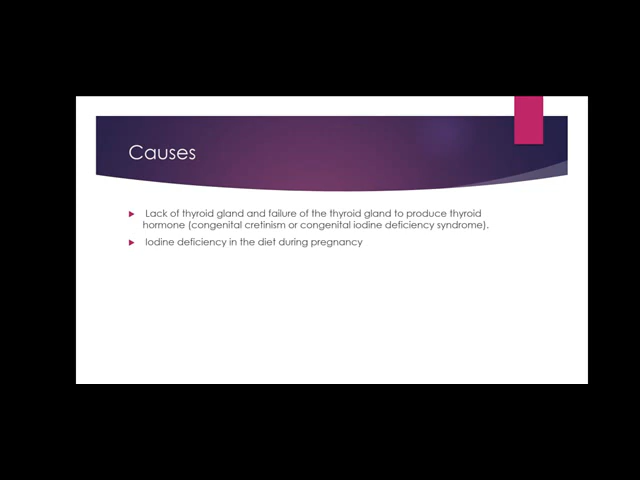 Causes
Lack of thyroid gland and failure of the thyroid gland to produce thyroid
hormone (congenital cretinism or congenital iodine deficiency syndrome).
Iodine deficiency in the diet during pregnancy